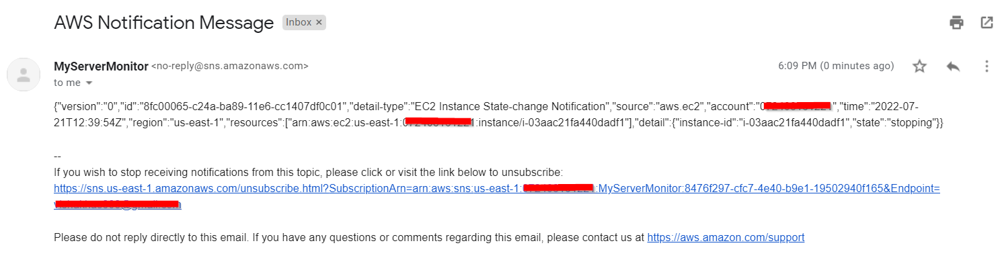 AWS Notification Message Inbox ×
MyServerMonitor <no-reply@sns.amazonaws.com> 6:09 PM (0 minutes ago)
to me
{"version":"0","id":"8fc00065-c24a-ba89-11e6-cc1407df0c01","detail-type":"EC2 Instance State-change Notification","source":"aws.ec2","account":" ","time":"2022-07-
21T12:39:54Z","region":"us-east-1","resources":["arn:aws:ec2:us-east-1: :instance/i-03aac21fa440dadf1"],"detail":{"instance-id":"i-03aac21fa440dadf1","state":"stopping"}}
--
If you wish to stop receiving notifications from this topic, please click or visit the link below to unsubscribe:
https://sns.us-east-1.amazonaws.com/unsubscribe.html?SubscriptionArn=arn:aws:sns:us-east-1: :MyServerMonitor:8476f297-cfc7-4e40-b9e1-19502940f165&Endpoint=
Please do not reply directly to this email. If you have any questions or comments regarding this email, please contact us at https://aws.amazon.com/support